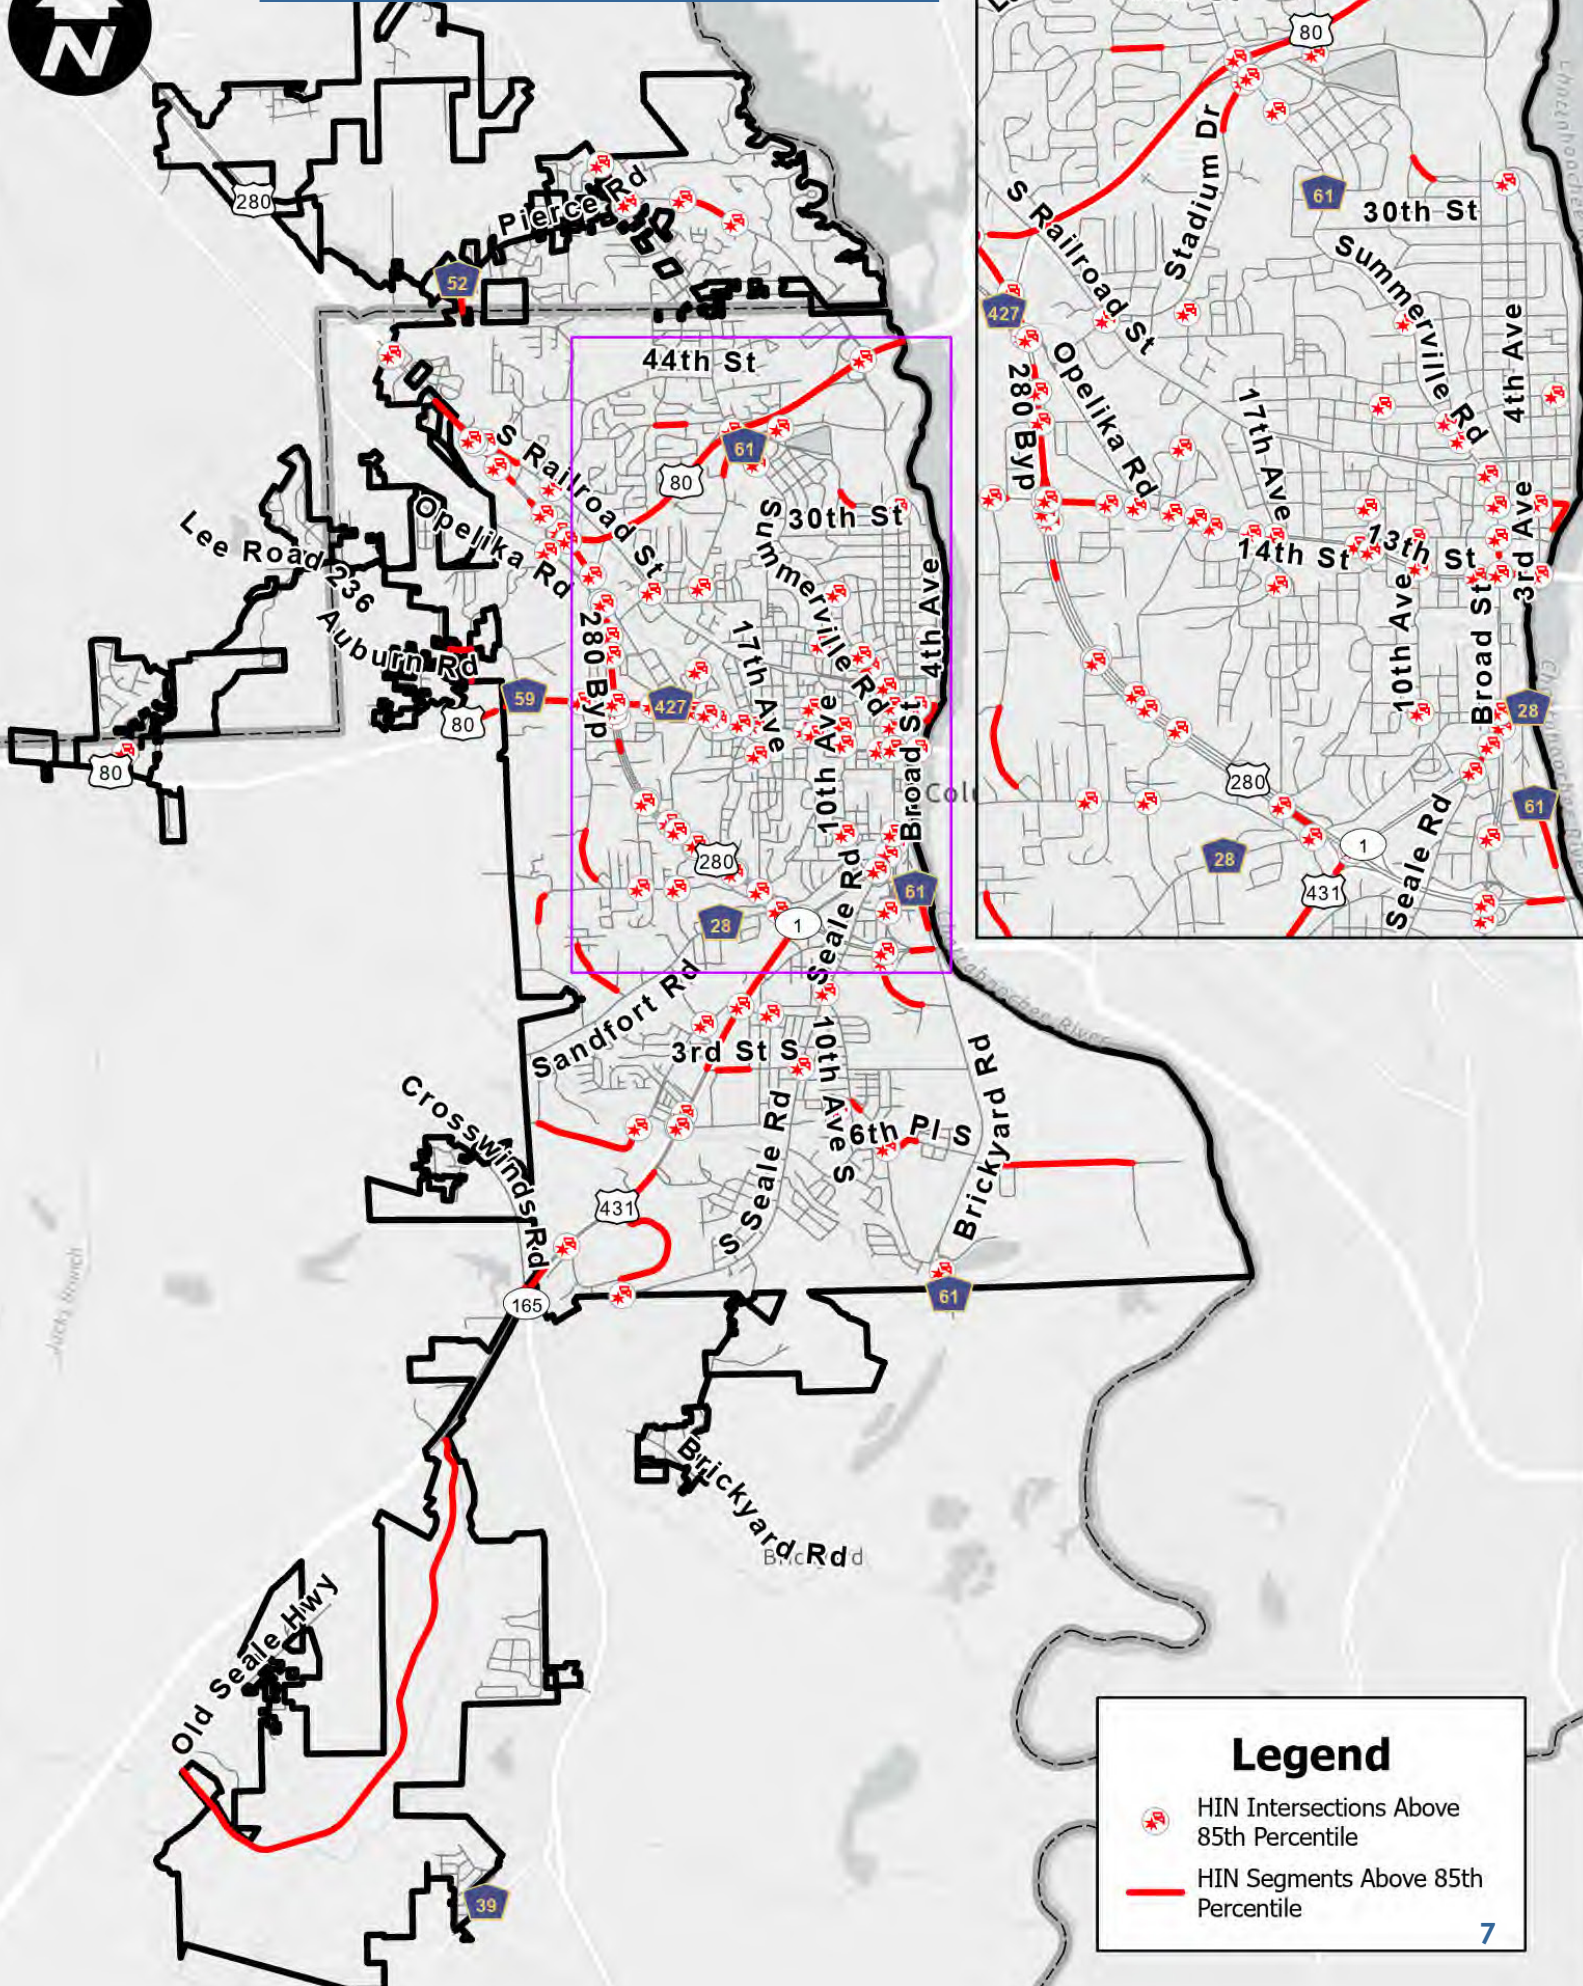 N
280
Pierce Rd
52
44th St
61
S Railroad St
80
30th St
Opelika Rd
Lee Road 236
Summerville Rd
4th Ave
Auburn Rd
280 Byp
17th Ave
59
427
80
10th Ave
Broad St
80
280
Seale Rd
61
28
1
Sandfort Rd
Chattahoochee River
3rd St S
10th Ave S
Brickyard Rd
Crosswinds Rd
6th Pl S
S Seale Rd
431
165
61
Jacks Branch
Brickyard Rd
Old Seale Hwy
39
80
Stadium Dr
61
30th St
S Railroad St
Summerville Rd
427
4th Ave
Opelika Rd
280 Byp
17th Ave
3rd Ave
14th St
13th St
10th Ave
Broad St
28
280
61
1
28
431
Seale Rd
Legend
HIN Intersections Above
85th Percentile
HIN Segments Above 85th
Percentile
7